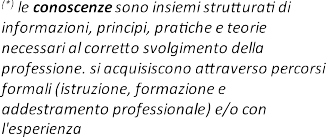 (*) le conoscenze sono insiemi strutturati di
informazioni, principi, pratiche e teorie
necessari al corretto svolgimento della
professione. si acquisiscono attraverso percorsi
formali (istruzione, formazione e
addestramento professionale) e/o con
l'esperienza